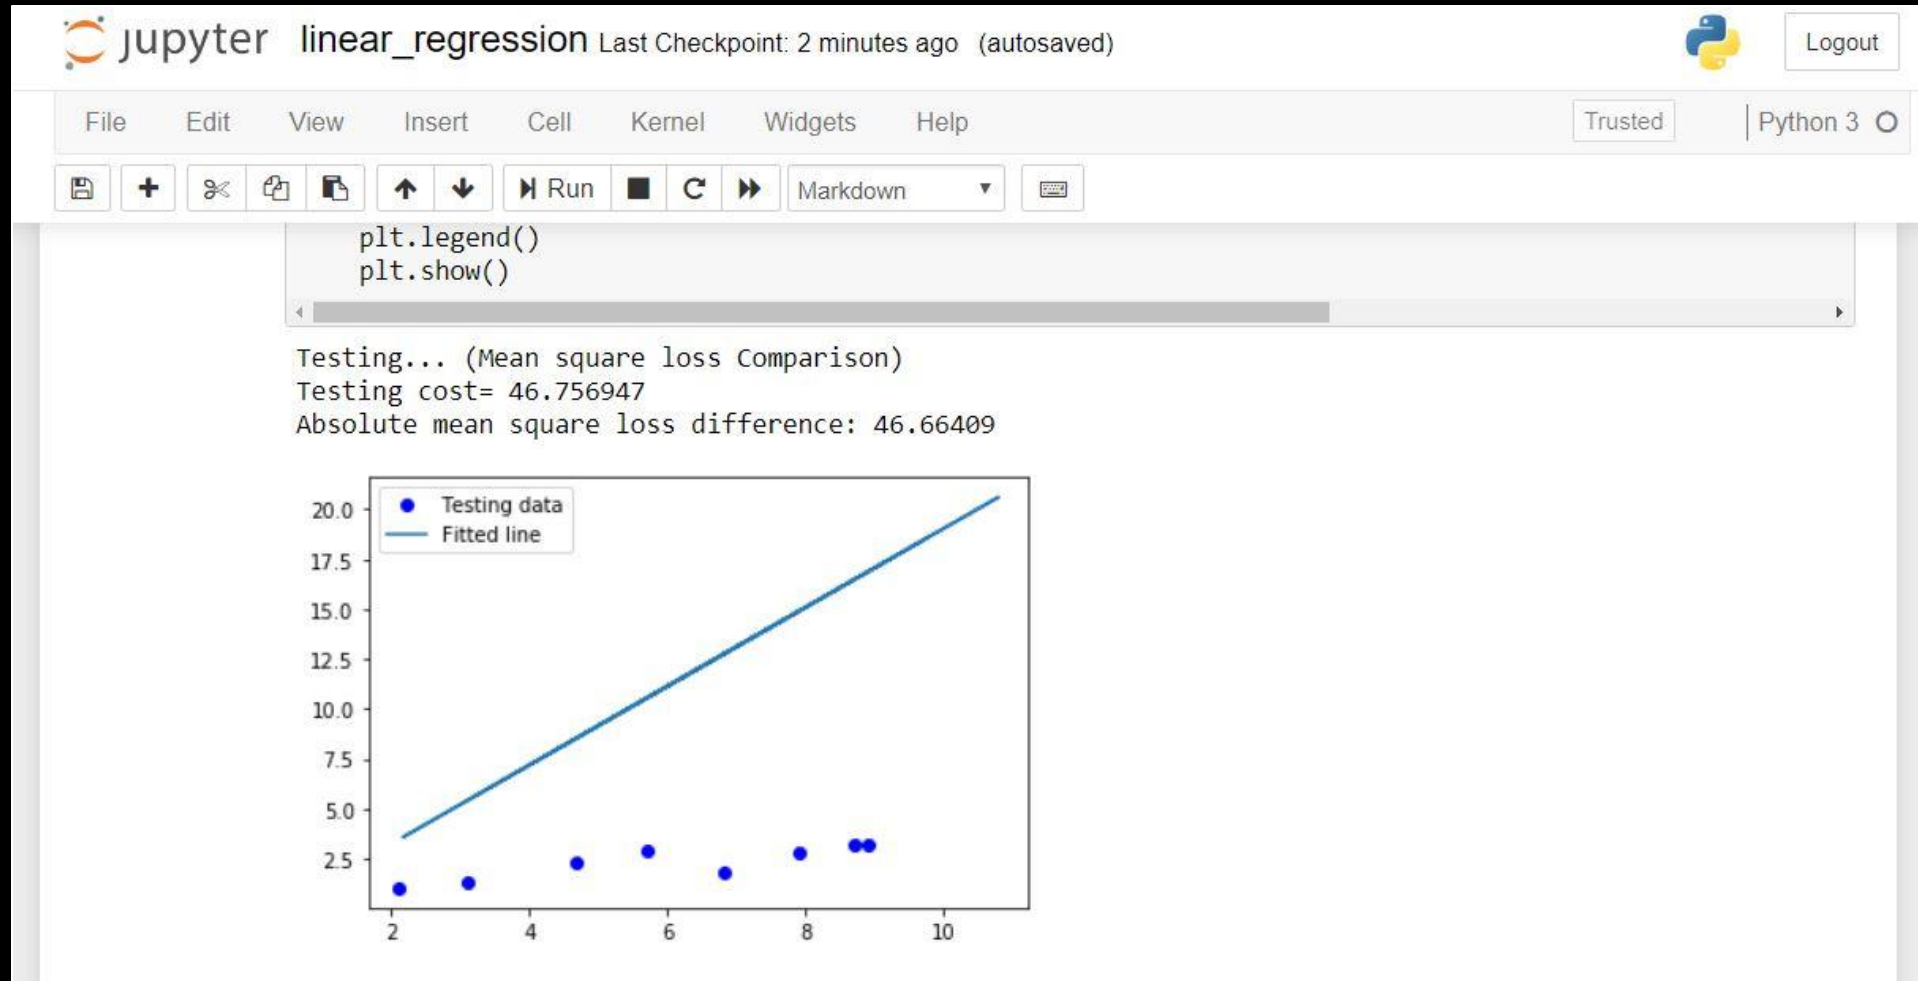 jupyter linear_regression Last Checkpoint: 2 minutes ago (autosaved) Logout
File Edit View Insert Cell Kernel Widgets Help Trusted Python 3
Run Markdown
plt.legend()
plt.show()
Testing... (Mean square loss Comparison)
Testing cost= 46.756947
Absolute mean square loss difference: 46.66409
Testing data
Fitted line
20.0
17.5
15.0
12.5
10.0
7.5
5.0
2.5
2 4 6 8 10